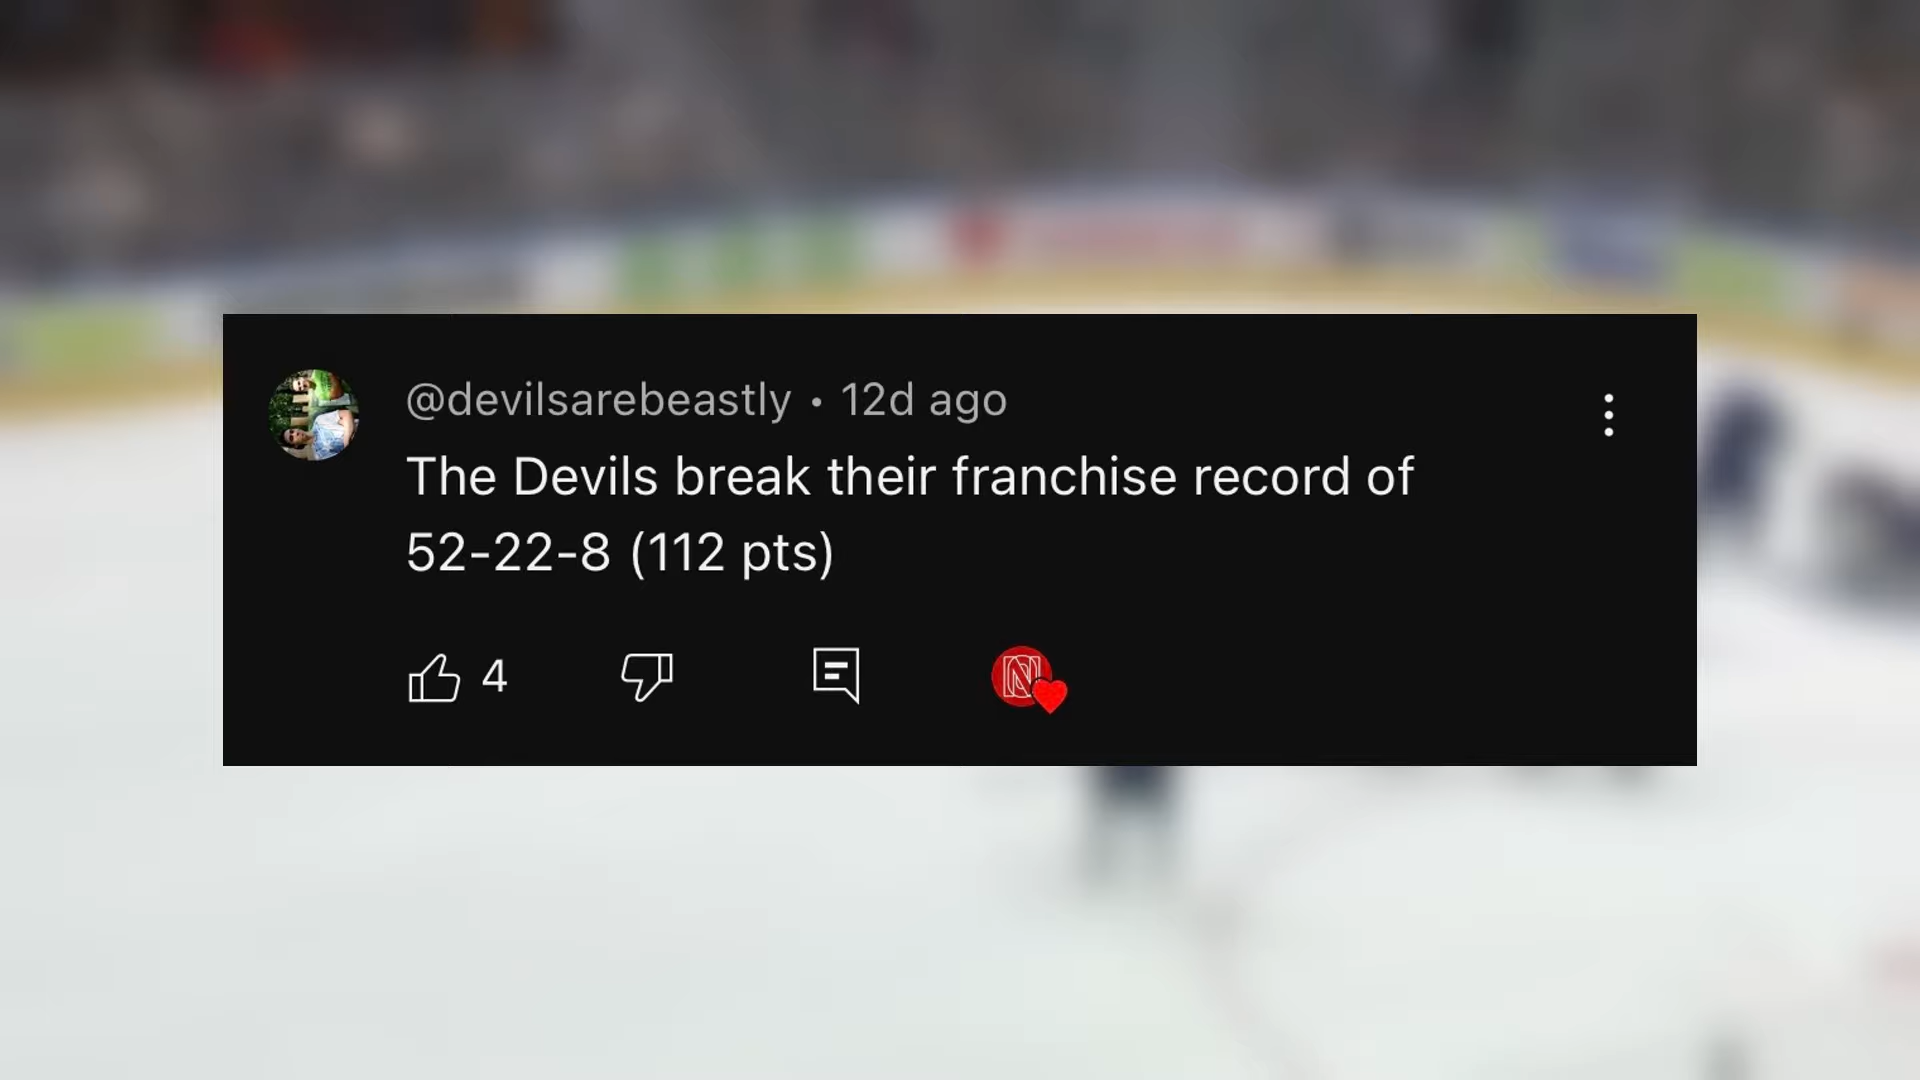 @devilsarebeastly • 12d ago
The Devils break their franchise record of
52-22-8 (112 pts)
4